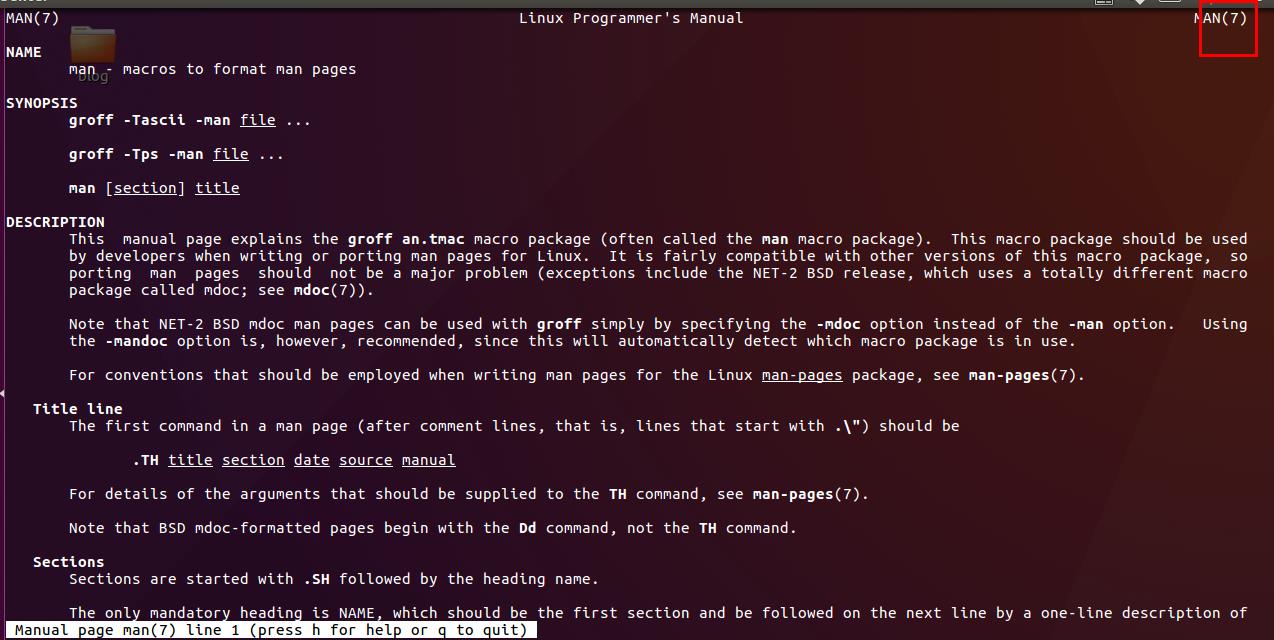 MAN(7) Linux Programmer's Manual MAN(7)
blog
NAME
man - macros to format man pages
SYNOPSIS
groff -Tascii -man file ...
groff -Tps -man file ...
man [section] title
DESCRIPTION
This manual page explains the groff an.tmac macro package (often called the man macro package). This macro package should be used
by developers when writing or porting man pages for Linux. It is fairly compatible with other versions of this macro package, so
porting man pages should not be a major problem (exceptions include the NET-2 BSD release, which uses a totally different macro
package called mdoc; see mdoc(7)).
Note that NET-2 BSD mdoc man pages can be used with groff simply by specifying the -mdoc option instead of the -man option. Using
the -mandoc option is, however, recommended, since this will automatically detect which macro package is in use.
For conventions that should be employed when writing man pages for the Linux man-pages package, see man-pages(7).
Title line
The first command in a man page (after comment lines, that is, lines that start with .\") should be
.TH title section date source manual
For details of the arguments that should be supplied to the TH command, see man-pages(7).
Note that BSD mdoc-formatted pages begin with the Dd command, not the TH command.
Sections
Sections are started with .SH followed by the heading name.
The only mandatory heading is NAME, which should be the first section and be followed on the next line by a one-line description of
Manual page man(7) line 1 (press h for help or q to quit)